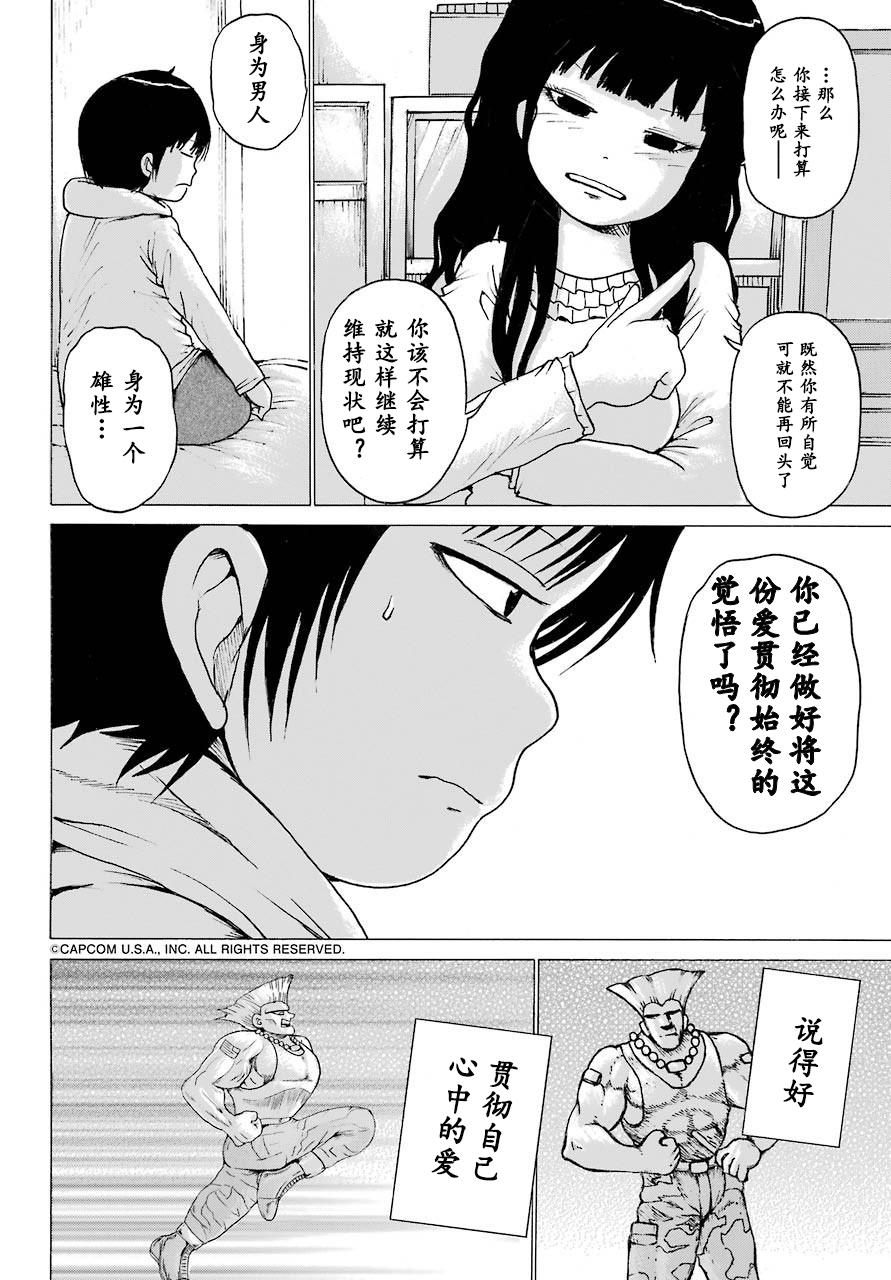 …那么
你接下来打算
怎么办呢——
既然你有所自觉
可就不能再回头了
你该不会打算
就这样继续
维持现状吧？
身为男人
身为一个
雄性…
你已经做好将这
份爱贯彻始终的
觉悟了吗？
©CAPCOM U.S.A., INC. ALL RIGHTS RESERVED.
说得好
贯彻自己
心中的爱